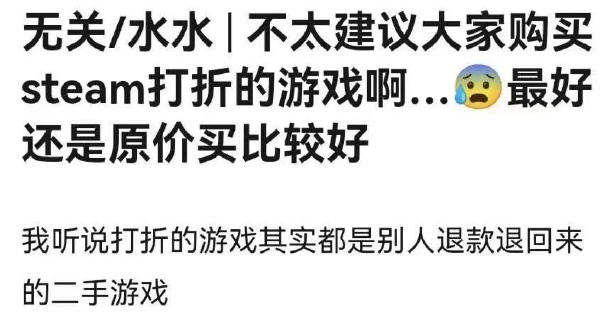 无关/水水 | 不太建议大家购买
steam打折的游戏啊...😰最好
还是原价买比较好
我听说打折的游戏其实都是别人退款退回来
的二手游戏